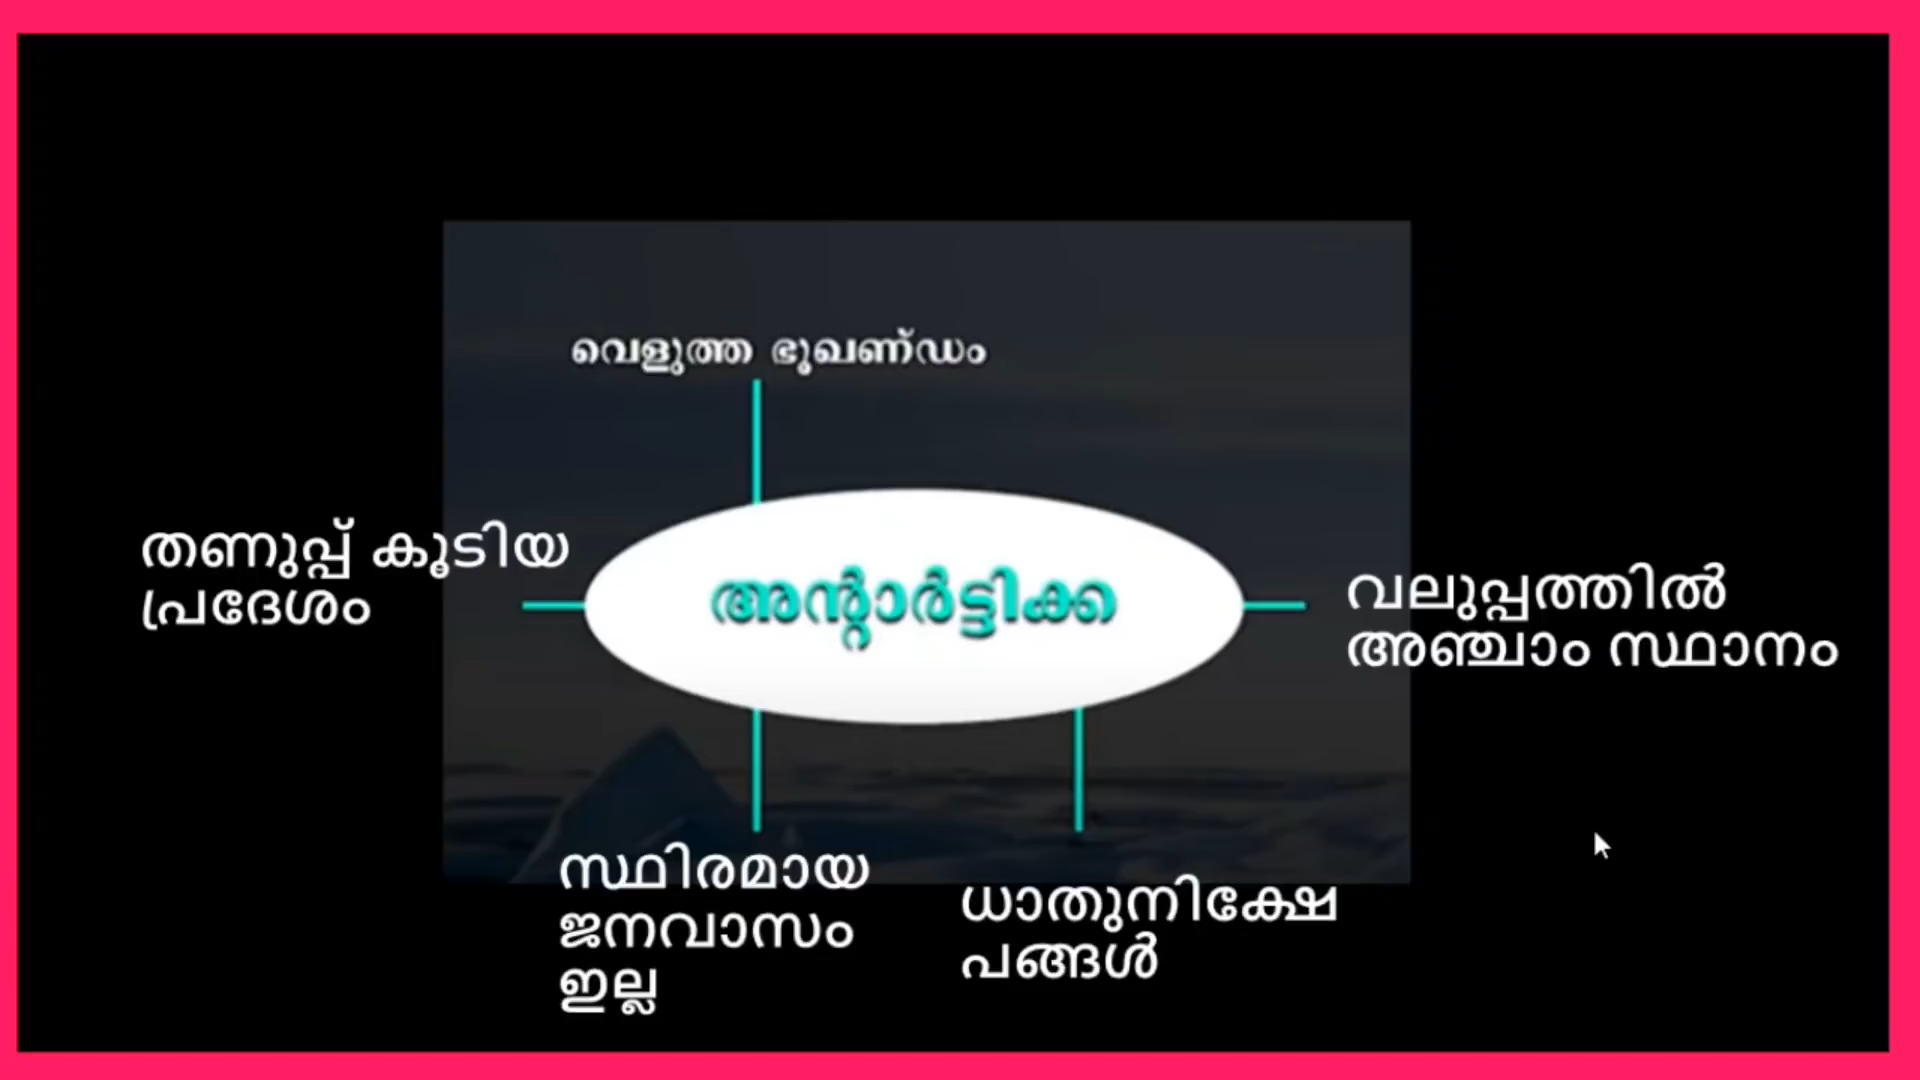 വെളുത്ത ഭൂഖണ്ഡം
തണുപ്പ് കൂടിയ
പ്രദേശം
അന്റാർട്ടിക്ക
വലുപ്പത്തിൽ
അഞ്ചാം സ്ഥാനം
സ്ഥിരമായ
ജനവാസം
ഇല്ല
ധാതുനിക്ഷേ
പങ്ങൾ